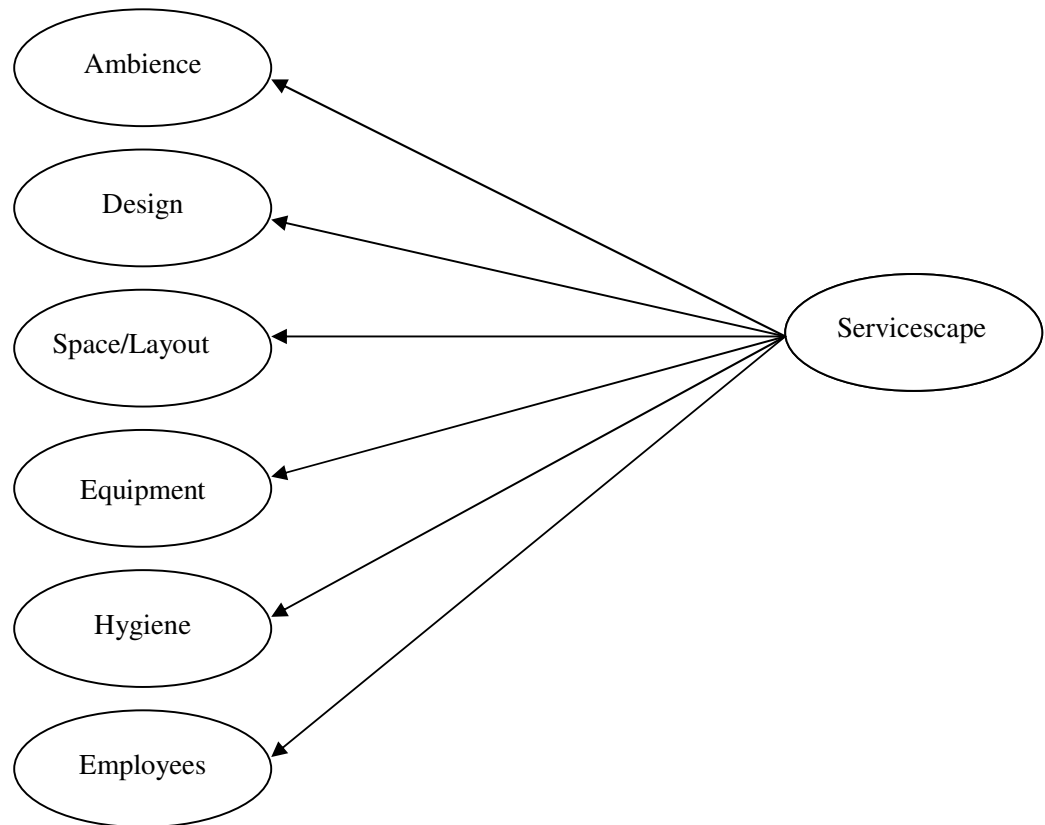 Ambience
Design
Space/Layout
Servicescape
Equipment
Hygiene
Employees